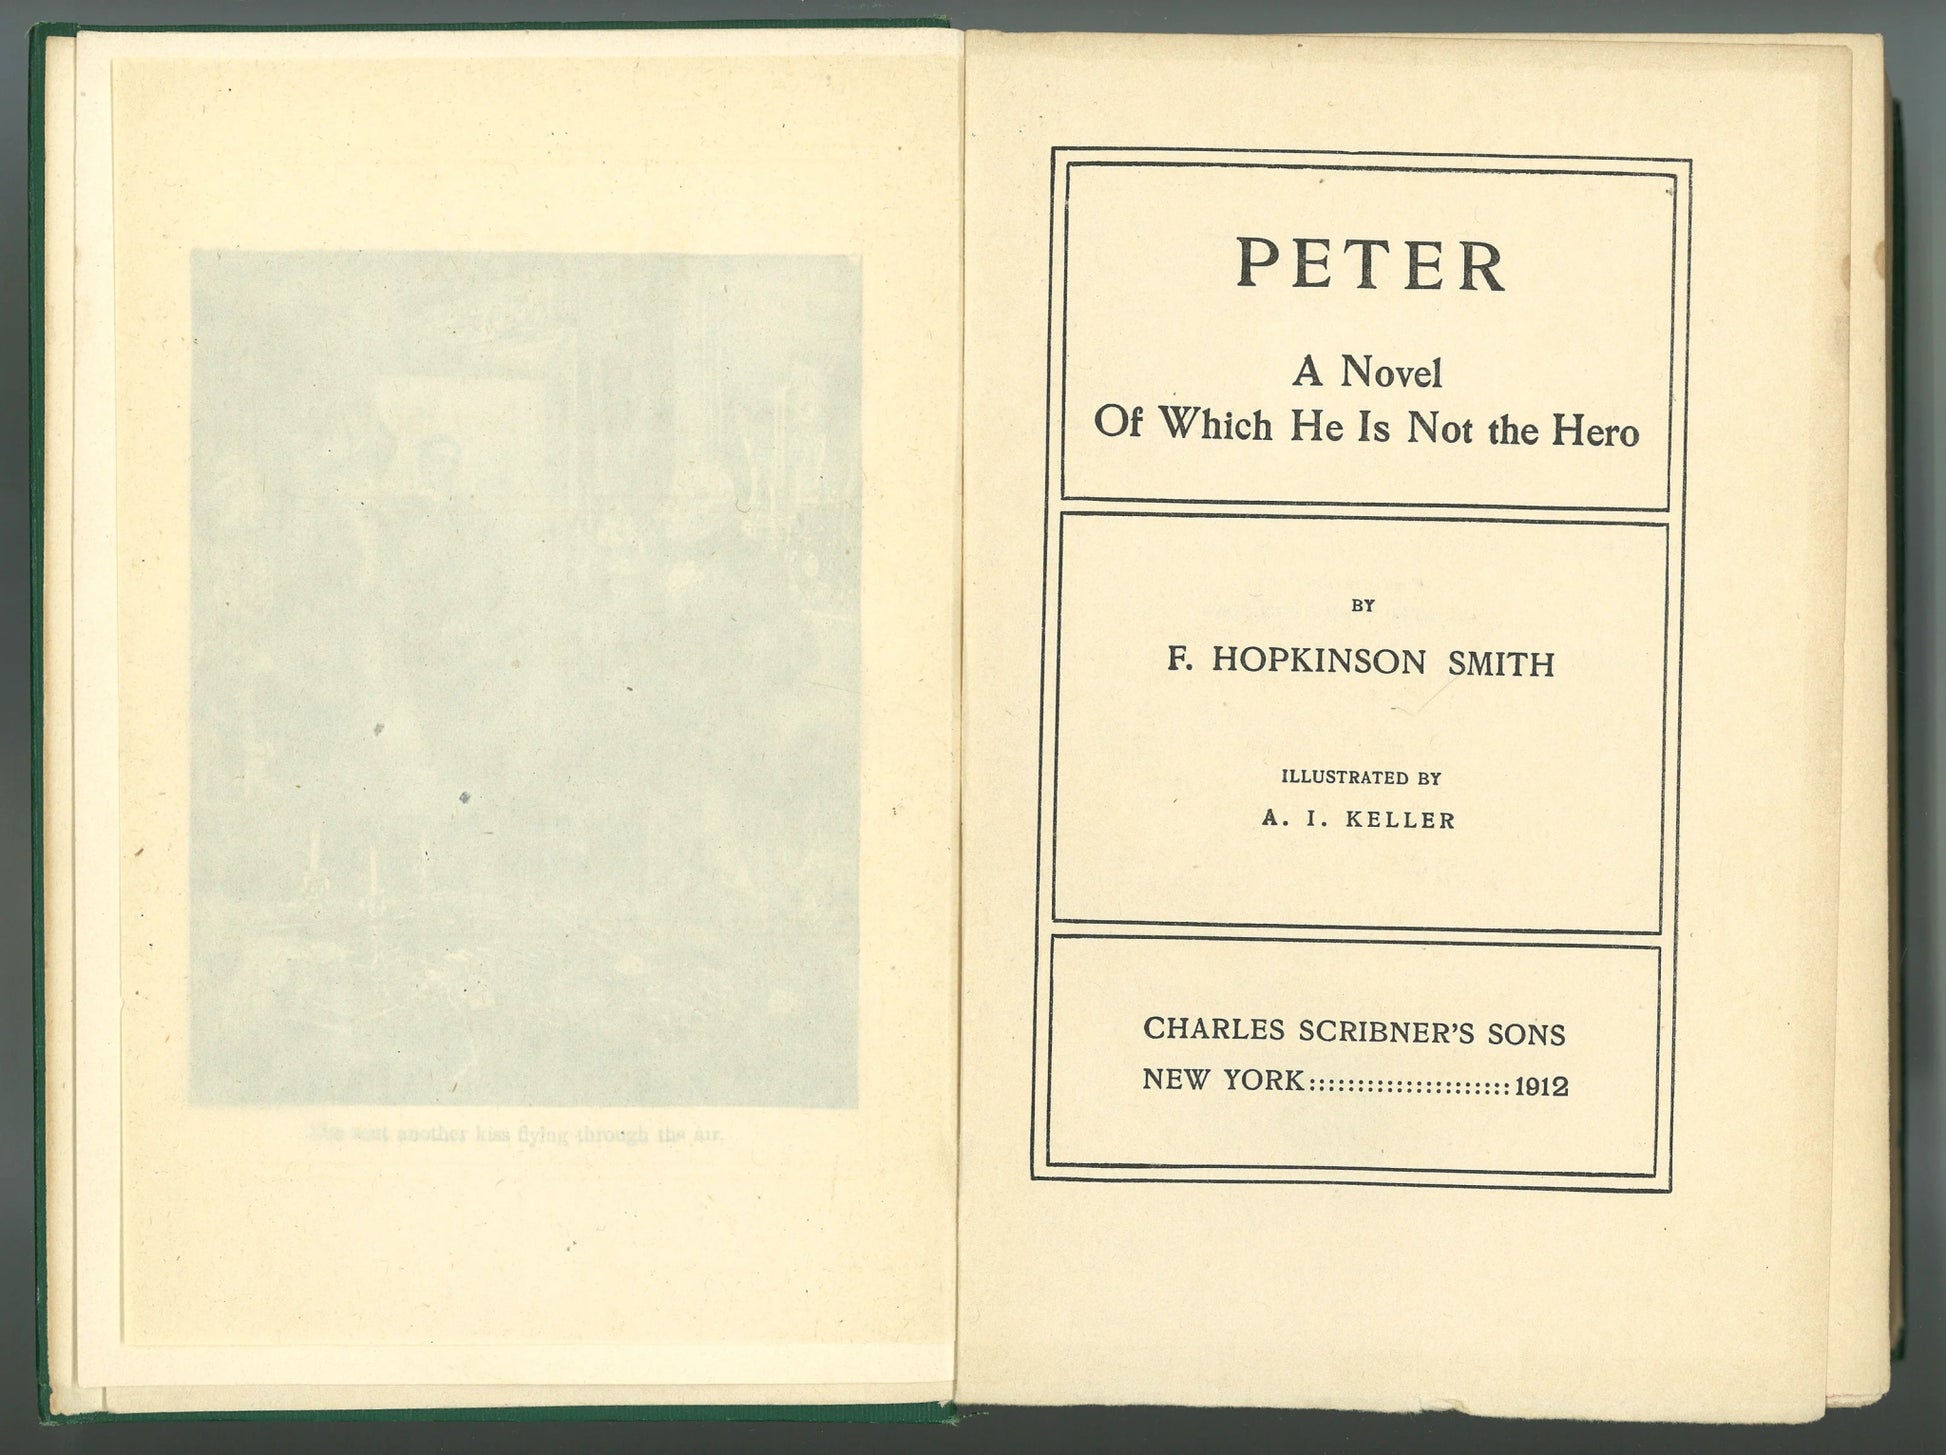 She sent another kiss flying through the air.
PETER
A Novel
Of Which He Is Not the Hero
BY
F. HOPKINSON SMITH
ILLUSTRATED BY
A. I. KELLER
CHARLES SCRIBNER'S SONS
NEW YORK:::::::::::::::::::::1912